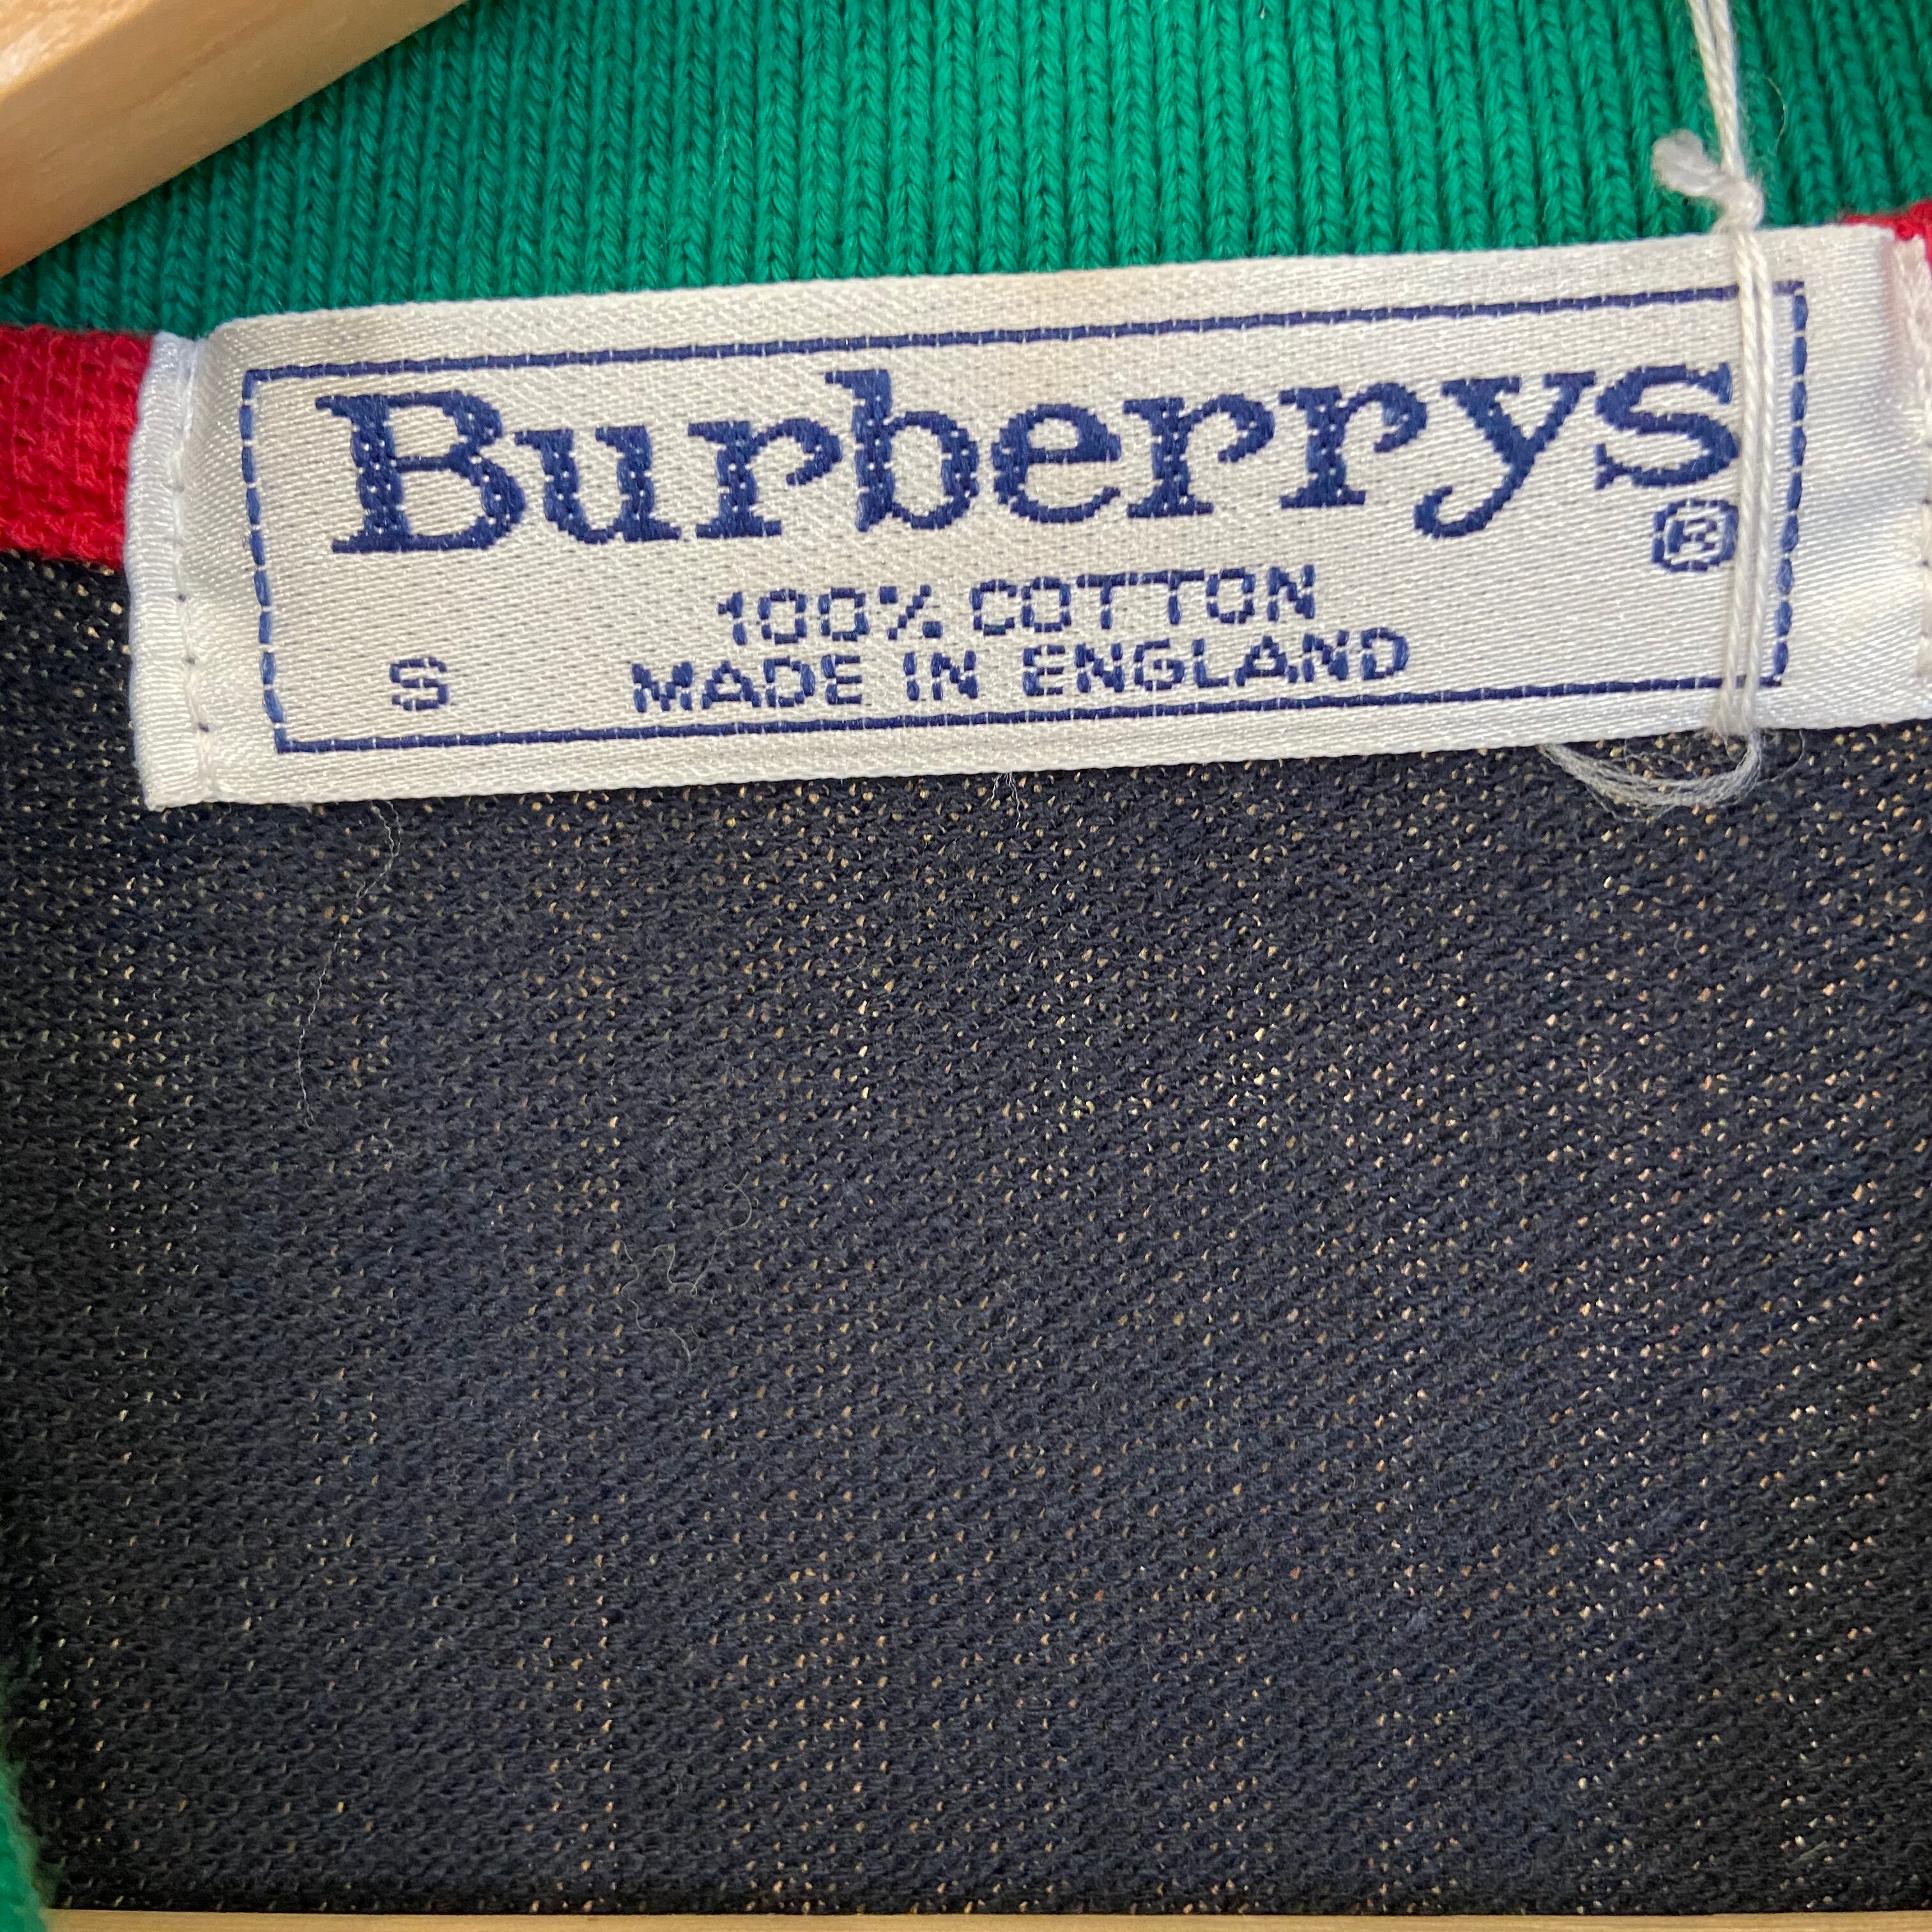 Burberrys
®
100% COTTON
S MADE IN ENGLAND